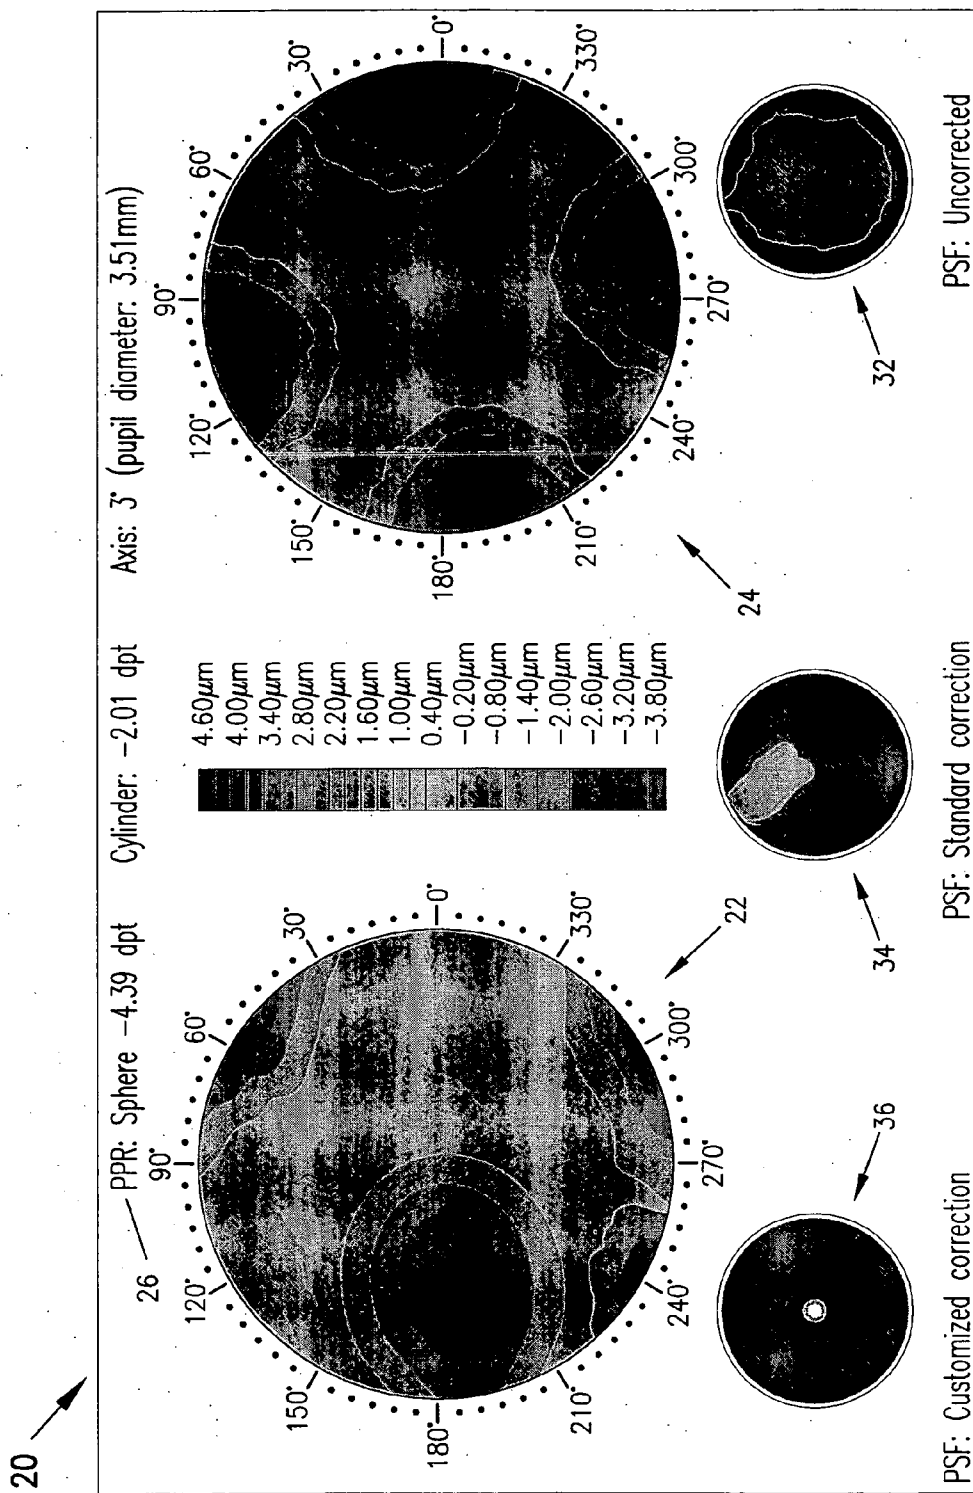 20
26
PPR: Sphere -4.39 dpt Cylinder: -2.01 dpt Axis: 3° (pupil diameter: 3.51mm)
90°
60°
30°
0°
330°
300°
270°
240°
210°
180°
150°
120°
22
4.60μm
4.00μm
3.40μm
2.80μm
2.20μm
1.60μm
1.00μm
0.40μm
-0.20μm
-0.80μm
-1.40μm
-2.00μm
-2.60μm
-3.20μm
-3.80μm
90°
60°
30°
0°
330°
300°
270°
240°
210°
180°
150°
120°
24
36
34
32
PSF: Customized correction
PSF: Standard correction
PSF: Uncorrected